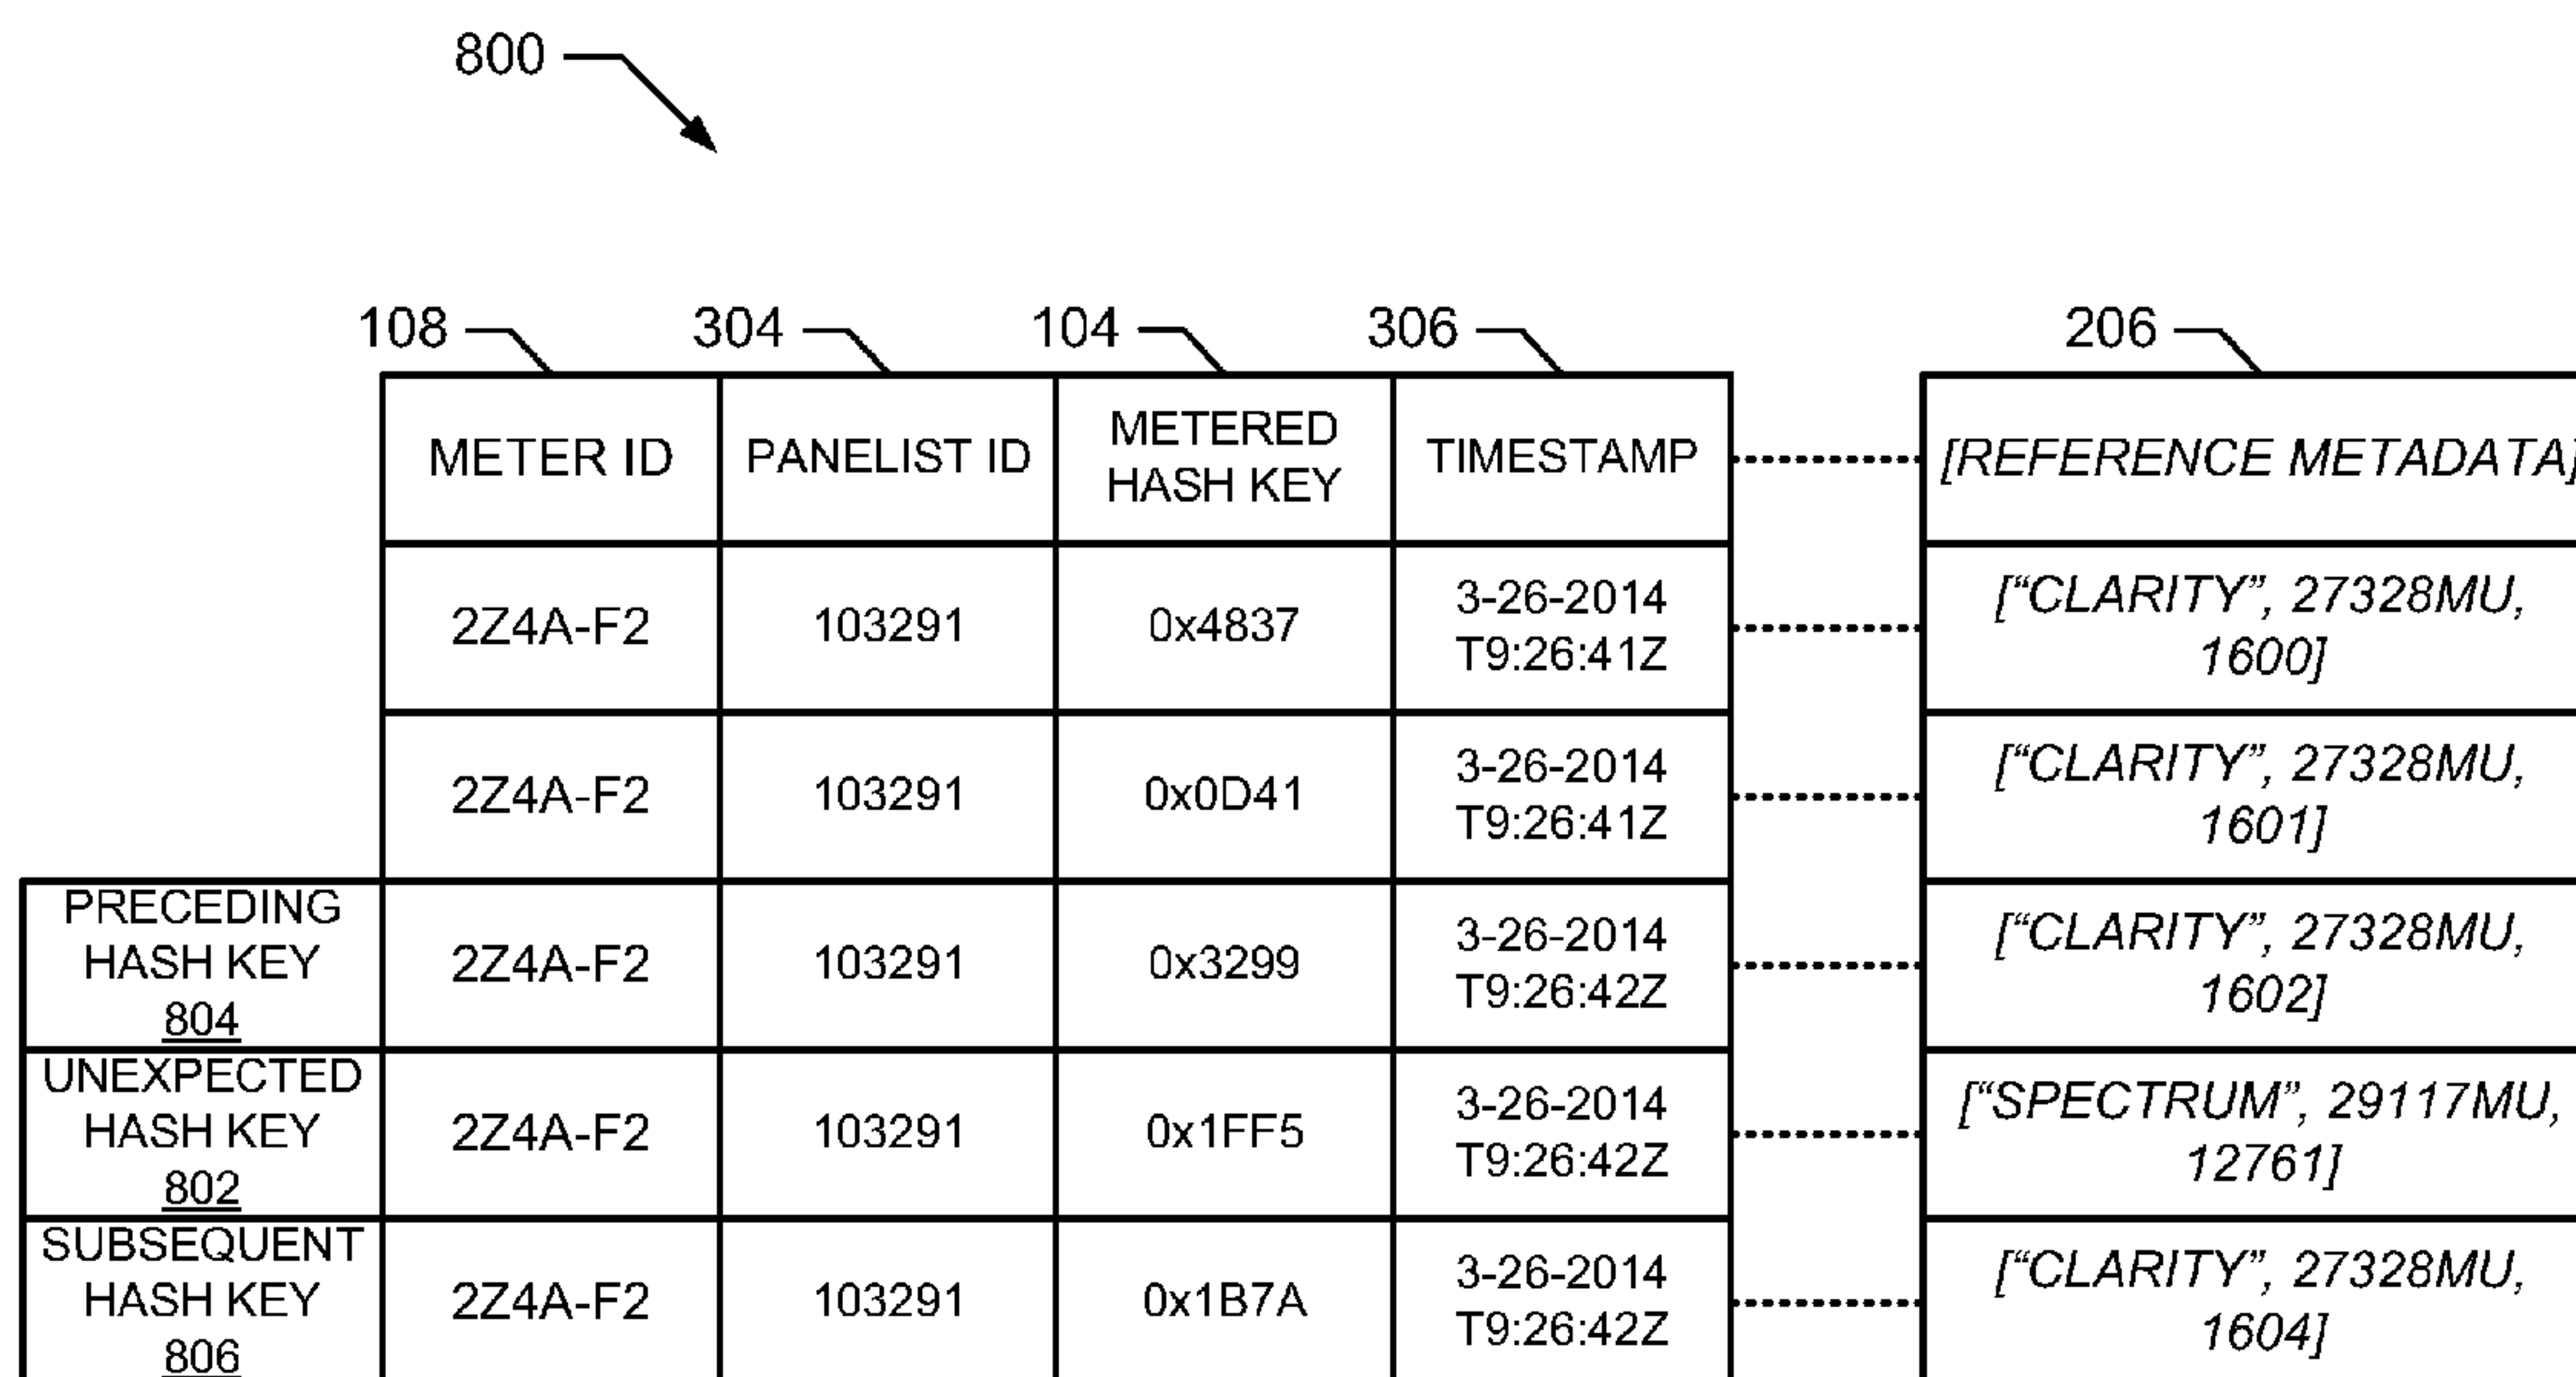 800
108
304
104
306
206
METER ID
PANELIST ID
METERED
HASH KEY
TIMESTAMP
[REFERENCE METADATA]
2Z4A-F2
103291
0x4837
3-26-2014
T9:26:41Z
[“CLARITY”, 27328MU,
1600]
2Z4A-F2
103291
0x0D41
3-26-2014
T9:26:41Z
[“CLARITY”, 27328MU,
1601]
PRECEDING
HASH KEY
804
2Z4A-F2
103291
0x3299
3-26-2014
T9:26:42Z
[“CLARITY”, 27328MU,
1602]
UNEXPECTED
HASH KEY
802
2Z4A-F2
103291
0x1FF5
3-26-2014
T9:26:42Z
[“SPECTRUM”, 29117MU,
12761]
SUBSEQUENT
HASH KEY
806
2Z4A-F2
103291
0x1B7A
3-26-2014
T9:26:42Z
[“CLARITY”, 27328MU,
1604]